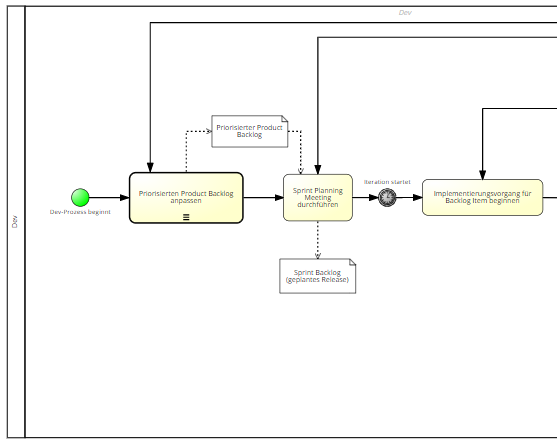 Dev
Dev
Priorisierter Product
Backlog
Iteration startet
Priorisierten Product Backlog
anpassen
Sprint Planning
Meeting
durchführen
Implementierungsvorgang für
Backlog Item beginnen
Dev-Prozess beginnt
Sprint Backlog
(geplantes Release)